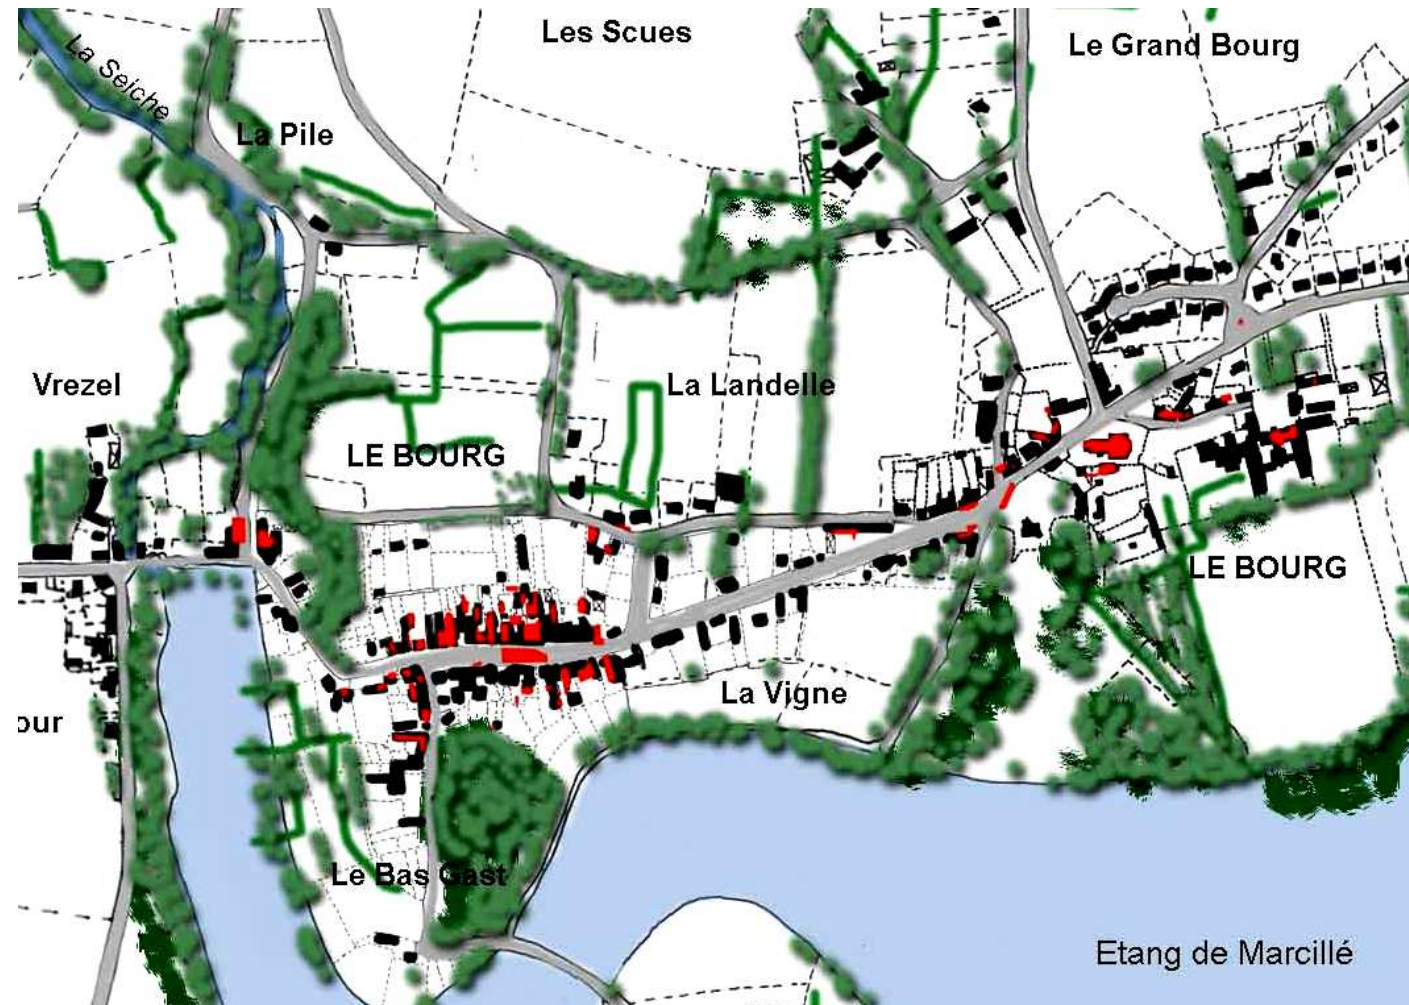 Les Scues
Le Grand Bourg
La Seiche
La Pile
Vrezel
La Landelle
LE BOURG
LE BOURG
La Vigne
our
Le Bas Gast
Etang de Marcillé